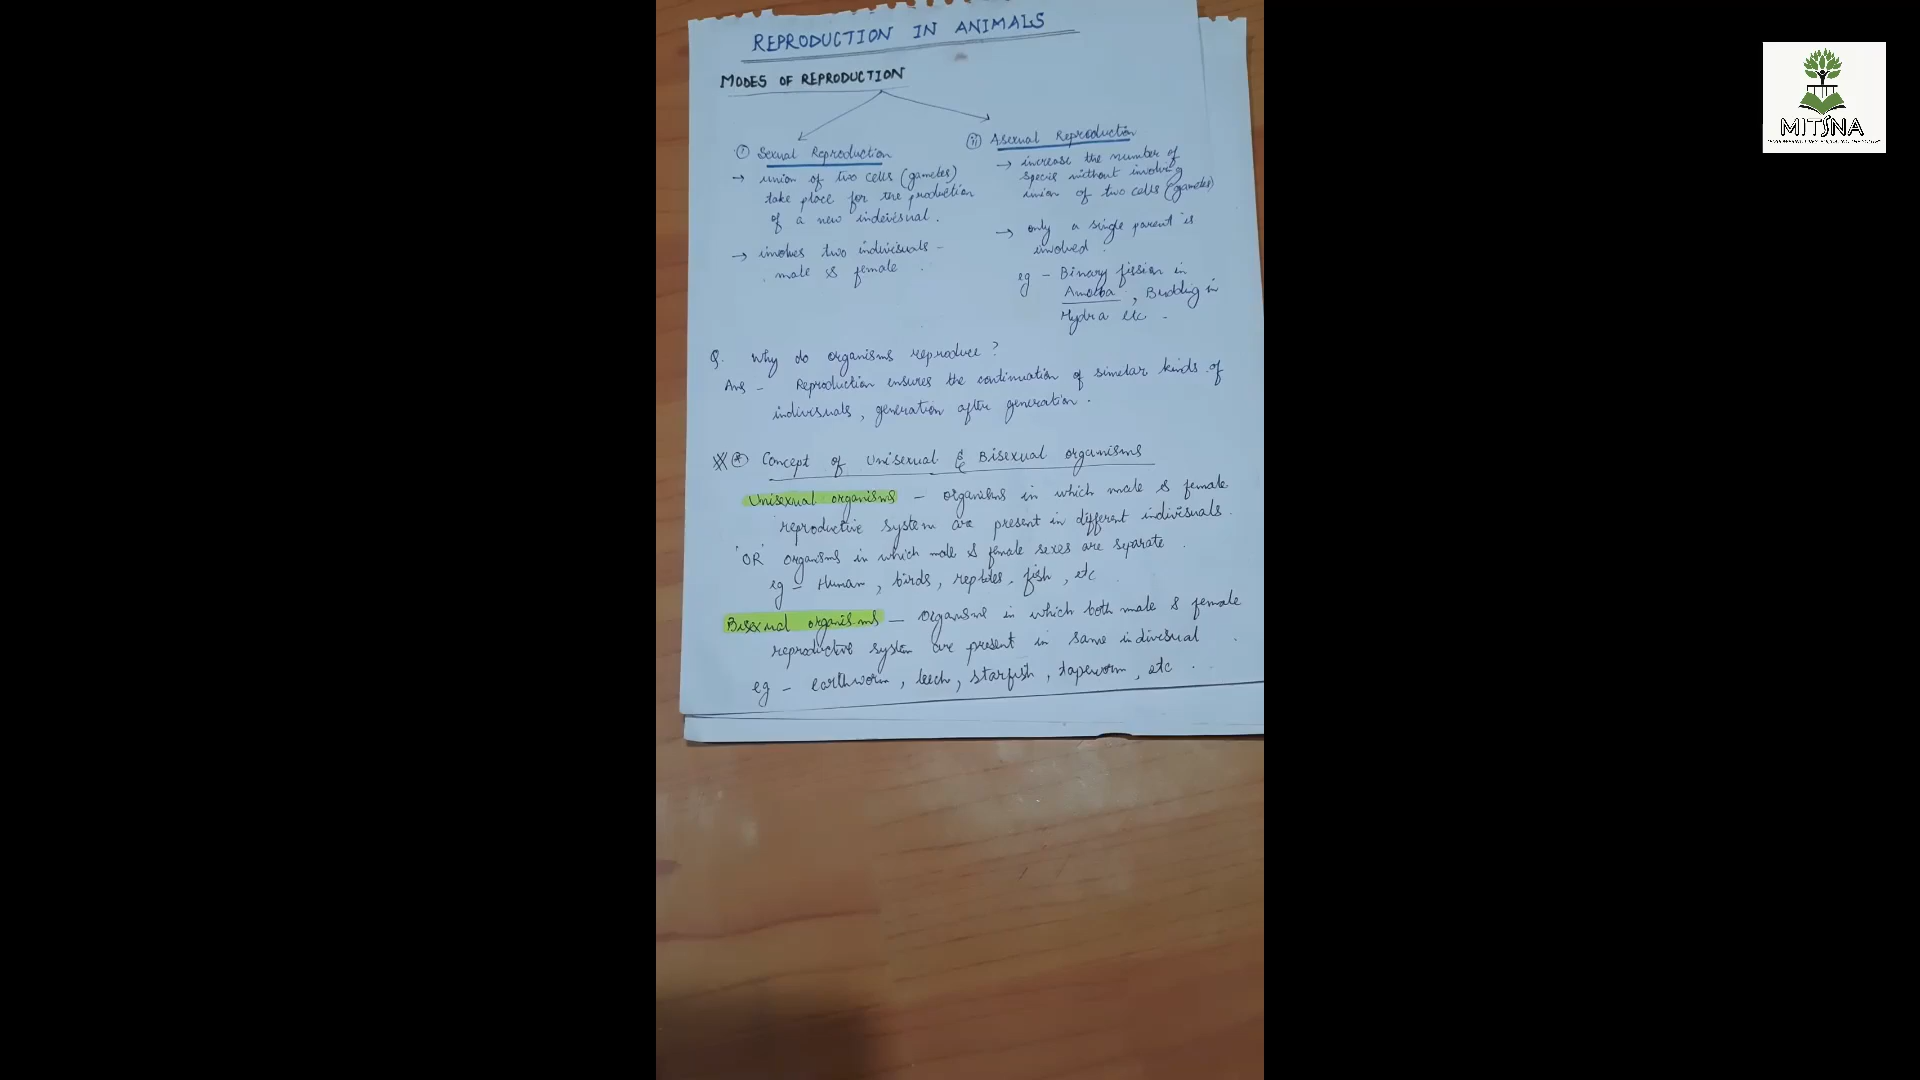 REPRODUCTION IN ANIMALS
MODES OF REPRODUCTION
(i) Sexual Reproduction
→ union of two cells (gametes)
take place for the production
of a new indivisual.
→ involves two indivisuals -
male & female
(ii) Asexual Reproduction
→ increase the number of
species without involving
union of two cells (gametes)
→ only a single parent is
involved.
eg - Binary fission in
Amoeba, Budding in
Hydra etc -
Q. Why do organisms reproduce?
Ans - Reproduction ensures the continuation of similar kinds of
indivisuals, generation after generation.
Concept of Unisexual & Bisexual organisms
Unisexual organisms - organisms in which male & female
reproductive system are present in different indivisuals.
'OR' organisms in which male & female sexes are separate.
eg - Human, birds, reptiles, fish, etc
Bisexual organisms - organisms in which both male & female
reproductive system are present in same indivisual.
eg - earthworm, leech, starfish, tapeworm, etc.
MITSNA